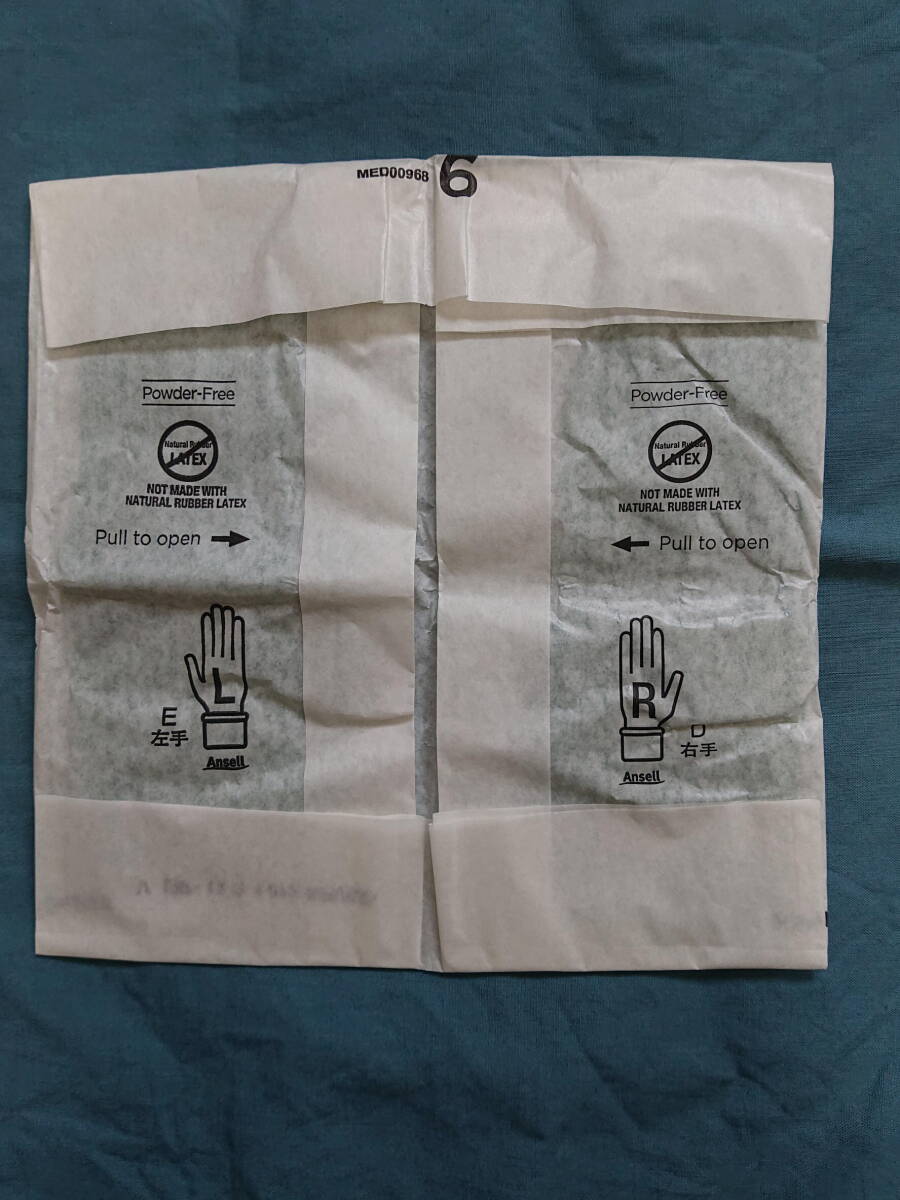 MED00968
6
Powder-Free
Natural Rubber
LATEX
NOT MADE WITH
NATURAL RUBBER LATEX
Pull to open
L
E
左手
Ansell
Powder-Free
Natural Rubber
LATEX
NOT MADE WITH
NATURAL RUBBER LATEX
Pull to open
R
D
右手
Ansell